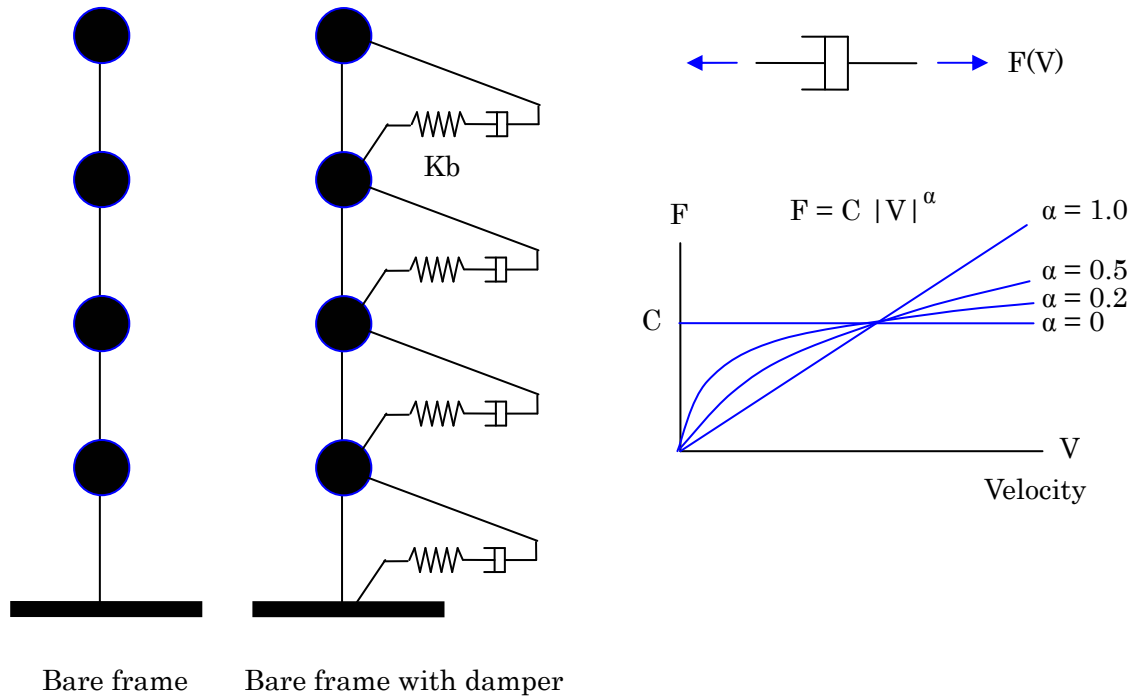 F(V)
Kb
F
F = C |V|^α
α = 1.0
α = 0.5
α = 0.2
α = 0
C
V
Velocity
Bare frame
Bare frame with damper